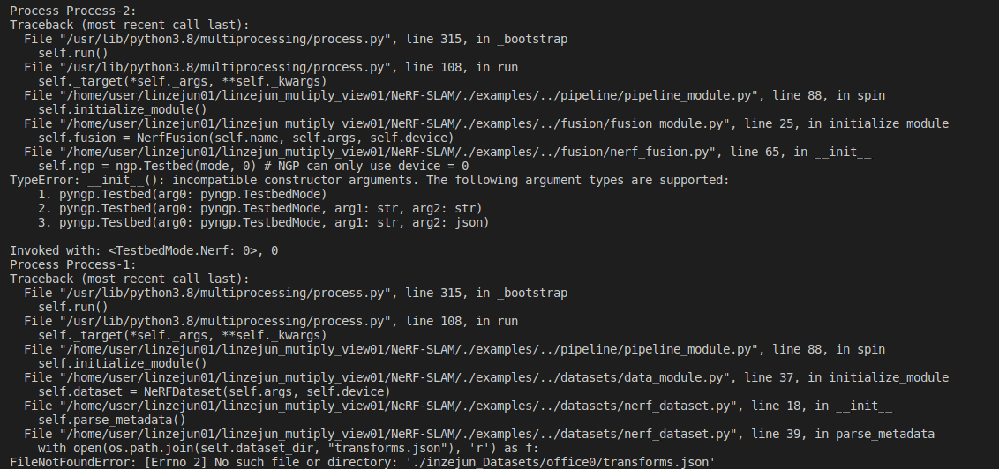 Process Process-2:
Traceback (most recent call last):
  File "/usr/lib/python3.8/multiprocessing/process.py", line 315, in _bootstrap
    self.run()
  File "/usr/lib/python3.8/multiprocessing/process.py", line 108, in run
    self._target(*self._args, **self._kwargs)
  File "/home/user/linzejun01/linzejun_mutiply_view01/NeRF-SLAM/./examples/../pipeline/pipeline_module.py", line 88, in spin
    self.initialize_module()
  File "/home/user/linzejun01/linzejun_mutiply_view01/NeRF-SLAM/./examples/../fusion/fusion_module.py", line 25, in initialize_module
    self.fusion = NerfFusion(self.name, self.args, self.device)
  File "/home/user/linzejun01/linzejun_mutiply_view01/NeRF-SLAM/./examples/../fusion/nerf_fusion.py", line 65, in __init__
    self.ngp = ngp.Testbed(mode, 0) # NGP can only use device = 0
TypeError: __init__(): incompatible constructor arguments. The following argument types are supported:
    1. pyngp.Testbed(arg0: pyngp.TestbedMode)
    2. pyngp.Testbed(arg0: pyngp.TestbedMode, arg1: str, arg2: str)
    3. pyngp.Testbed(arg0: pyngp.TestbedMode, arg1: str, arg2: json)

Invoked with: <TestbedMode.Nerf: 0>, 0
Process Process-1:
Traceback (most recent call last):
  File "/usr/lib/python3.8/multiprocessing/process.py", line 315, in _bootstrap
    self.run()
  File "/usr/lib/python3.8/multiprocessing/process.py", line 108, in run
    self._target(*self._args, **self._kwargs)
  File "/home/user/linzejun01/linzejun_mutiply_view01/NeRF-SLAM/./examples/../pipeline/pipeline_module.py", line 88, in spin
    self.initialize_module()
  File "/home/user/linzejun01/linzejun_mutiply_view01/NeRF-SLAM/./examples/../datasets/data_module.py", line 37, in initialize_module
    self.dataset = NeRFDataset(self.args, self.device)
  File "/home/user/linzejun01/linzejun_mutiply_view01/NeRF-SLAM/./examples/../datasets/nerf_dataset.py", line 18, in __init__
    self.parse_metadata()
  File "/home/user/linzejun01/linzejun_mutiply_view01/NeRF-SLAM/./examples/../datasets/nerf_dataset.py", line 39, in parse_metadata
    with open(os.path.join(self.dataset_dir, "transforms.json"), 'r') as f:
FileNotFoundError: [Errno 2] No such file or directory: './inzejun_Datasets/office0/transforms.json'